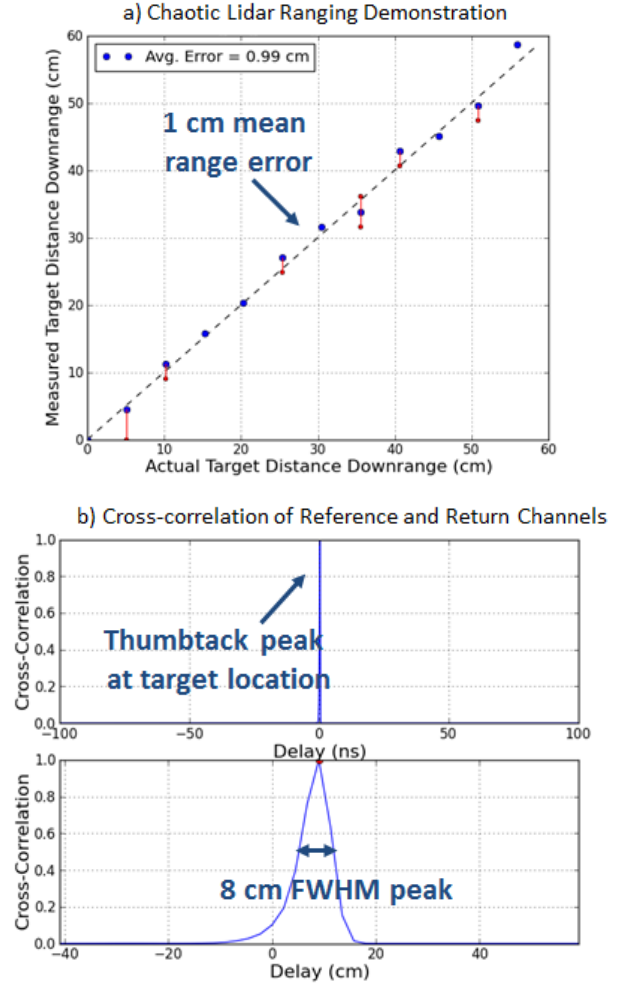 a) Chaotic Lidar Ranging Demonstration
60
50
40
30
20
10
0
Measured Target Distance Downrange (cm)
Avg. Error = 0.99 cm
1 cm mean
range error
0 10 20 30 40 50 60
Actual Target Distance Downrange (cm)
b) Cross-correlation of Reference and Return Channels
1.0
0.8
0.6
0.4
0.2
0.0
Cross-Correlation
Thumbtack peak
at target location
−100 −50 0 50 100
Delay (ns)
1.0
0.8
0.6
0.4
0.2
0.0
Cross-Correlation
8 cm FWHM peak
−40 −20 0 20 40
Delay (cm)